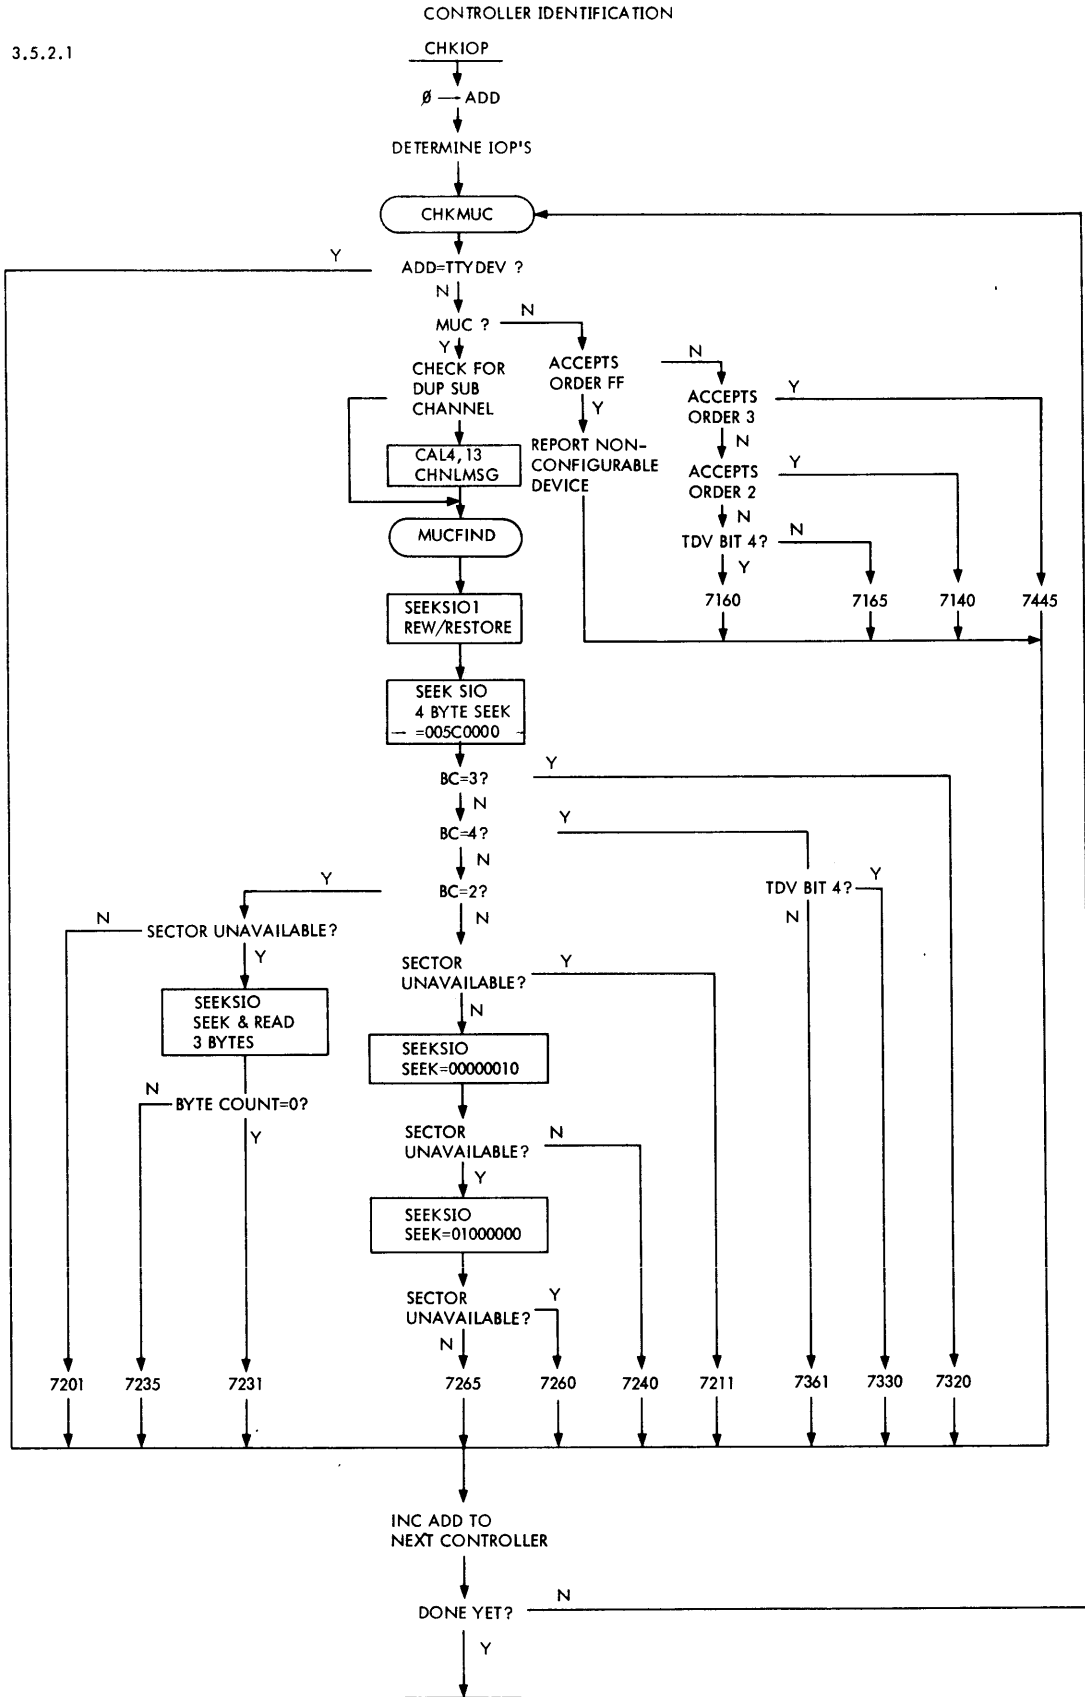 CONTROLLER IDENTIFICATION
3.5.2.1
CHKIOP
Ø → ADD
DETERMINE IOP'S
CHKMUC
Y
ADD=TTYDEV ?
N
MUC ?
N
Y
CHECK FOR
DUP SUB
CHANNEL
ACCEPTS
ORDER FF
N
Y
ACCEPTS
ORDER 3
Y
N
CAL4,13
CHNLMSG
REPORT NON-
CONFIGURABLE
DEVICE
ACCEPTS
ORDER 2
Y
N
MUCFIND
TDV BIT 4?
N
Y
7160
7165
7140
7445
SEEKSIO1
REW/RESTORE
SEEK SIO
4 BYTE SEEK
=005C0000
BC=3?
Y
N
BC=4?
Y
N
BC=2?
Y
N
TDV BIT 4?
Y
N
SECTOR UNAVAILABLE?
N
Y
SECTOR
UNAVAILABLE?
Y
N
SEEKSIO
SEEK & READ
3 BYTES
SEEKSIO
SEEK=00000010
N
BYTE COUNT=0?
Y
SECTOR
UNAVAILABLE?
N
Y
SEEKSIO
SEEK=01000000
SECTOR
UNAVAILABLE?
Y
N
7201
7235
7231
7265
7260
7240
7211
7361
7330
7320
INC ADD TO
NEXT CONTROLLER
DONE YET?
N
Y